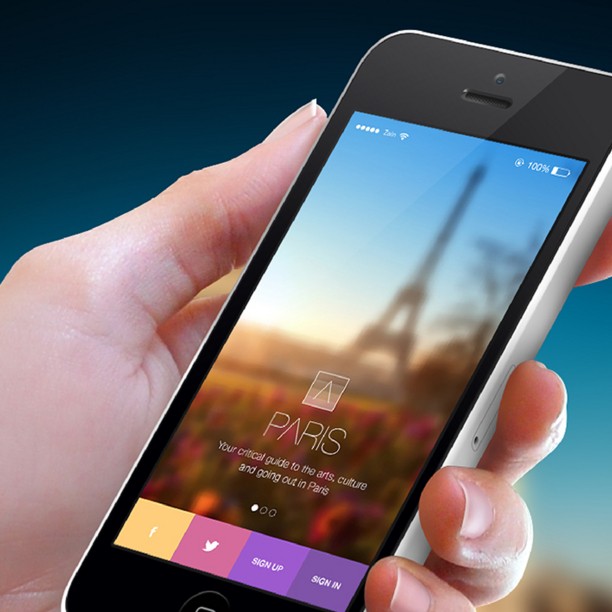 Zain
100%
PARIS
Your critical guide to the arts, culture
and going out in Paris
f
SIGN UP
SIGN IN